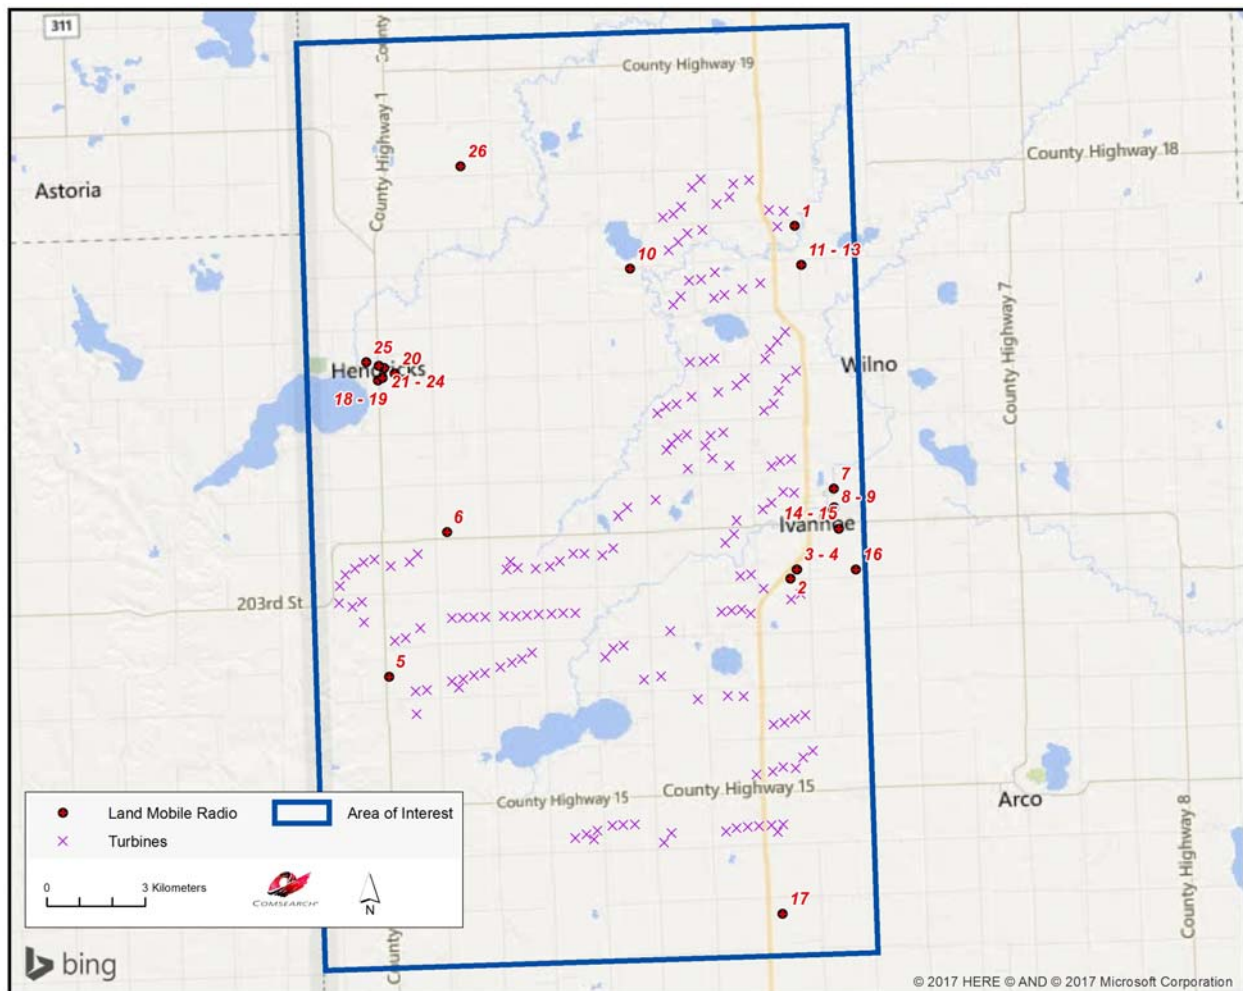 311
County
County Highway 19
County Highway 1
26
County Highway 18
Astoria
1
10
11 - 13
County Highway 7
25
20
Hendricks
Wilno
21 - 24
18 - 19
7
8 - 9
6
14 - 15
Ivanhoe
3 - 4
16
2
203rd St
5
County Highway 15
County Highway 15
Arco
County Highway 8
Land Mobile Radio
Area of Interest
Turbines
0
3 Kilometers
COMSEARCH
N
17
County
bing
© 2017 HERE © AND © 2017 Microsoft Corporation